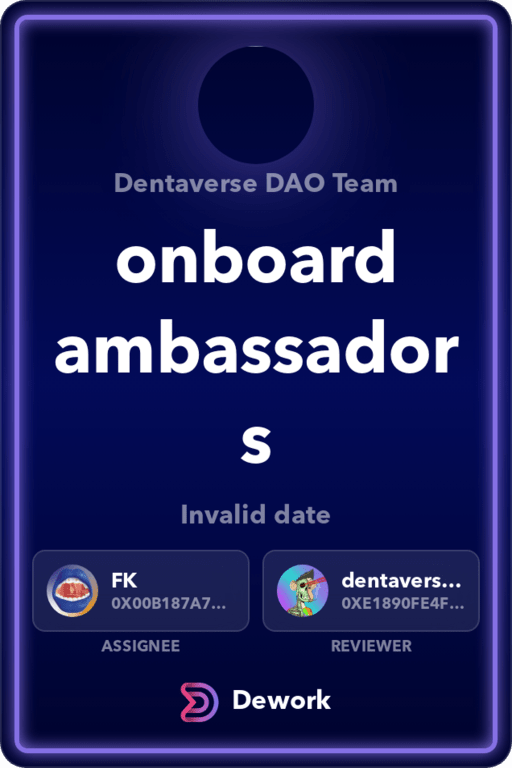 Dentaverse DAO Team
onboard
ambassador
s
Invalid date
FK
0X00B187A7...
ASSIGNEE
dentavers...
0XE1890FE4F...
REVIEWER
Dework